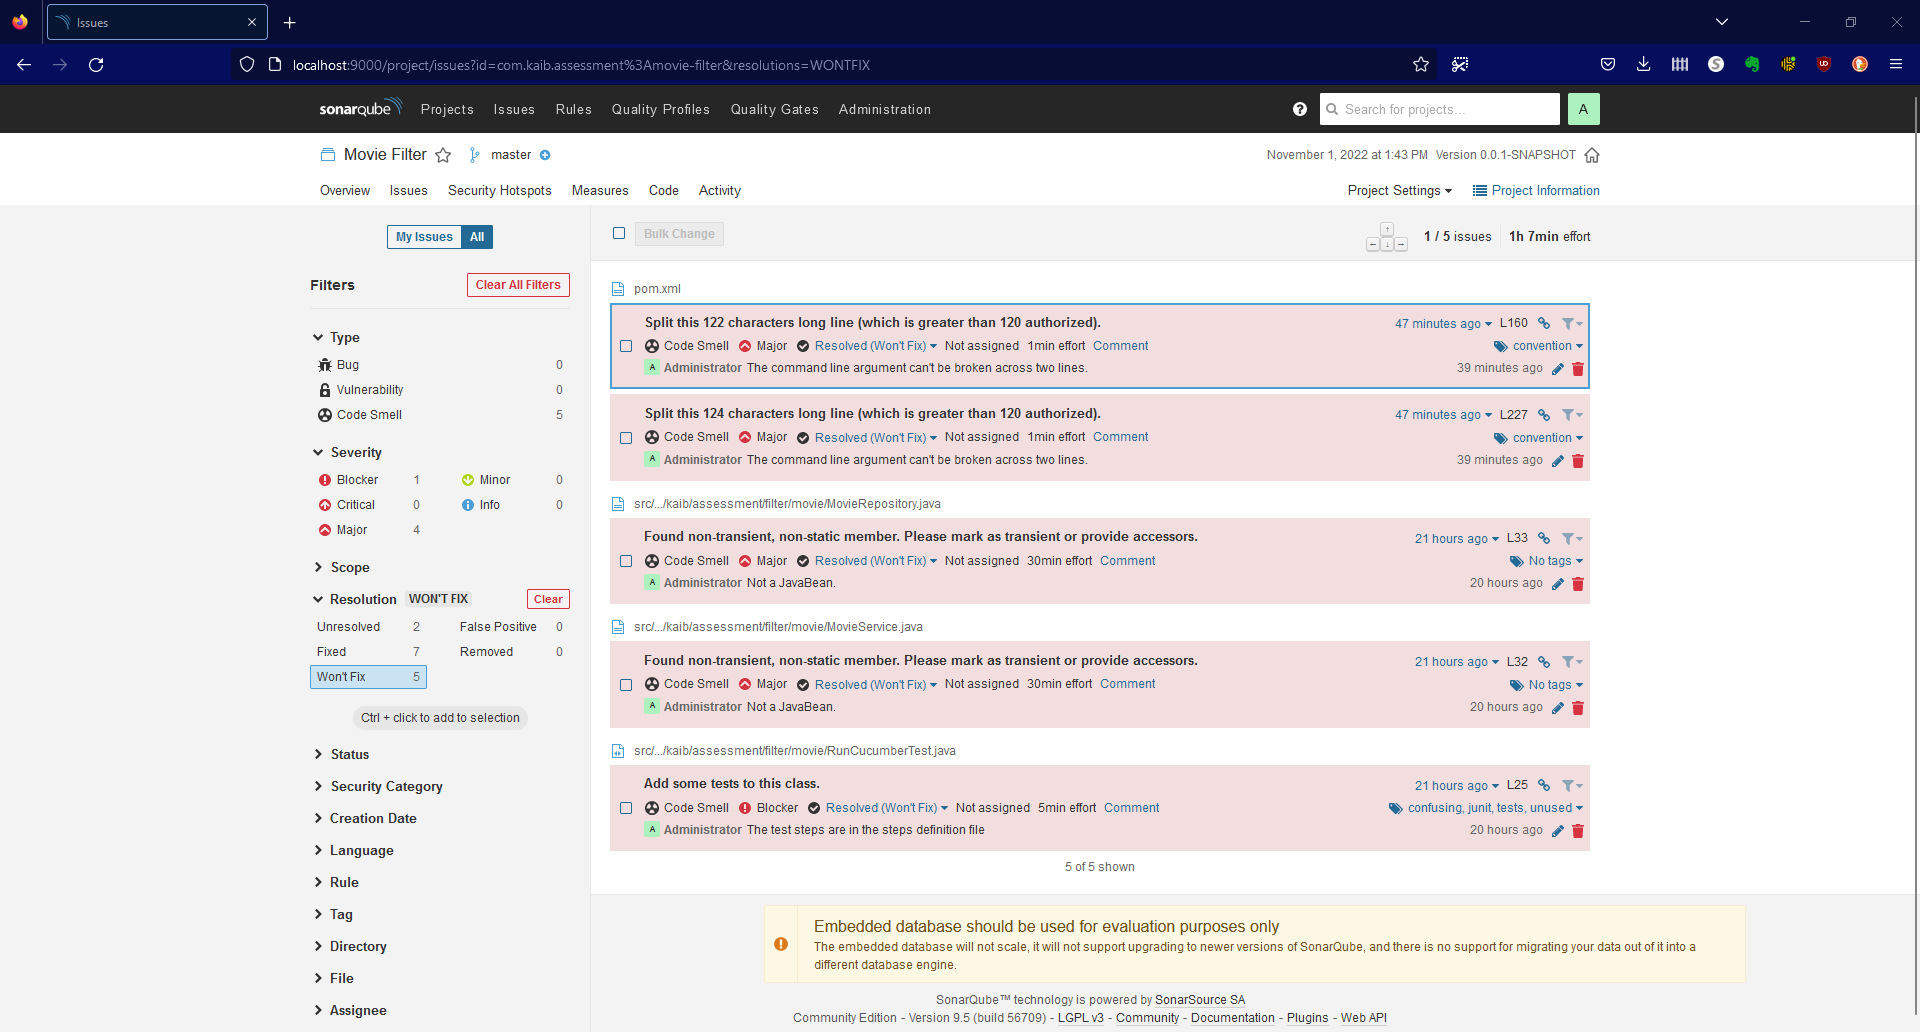 Issues
localhost:9000/project/issues?id=com.kaib.assessment%3Amovie-filter&resolutions=WONTFIX
sonarqube Projects Issues Rules Quality Profiles Quality Gates Administration Search for projects... A
Movie Filter master November 1, 2022 at 1:43 PM Version 0.0.1-SNAPSHOT
Overview Issues Security Hotspots Measures Code Activity Project Settings Project Information
My Issues All
Bulk Change 1 / 5 issues 1h 7min effort
Filters Clear All Filters
Type
Bug 0
Vulnerability 0
Code Smell 5
Severity
Blocker 1 Minor 0
Critical 0 Info 0
Major 4
Scope
Resolution WON'T FIX Clear
Unresolved 2 False Positive 0
Fixed 7 Removed 0
Won't Fix 5
Ctrl + click to add to selection
Status
Security Category
Creation Date
Language
Rule
Tag
Directory
File
Assignee
pom.xml
Split this 122 characters long line (which is greater than 120 authorized). 47 minutes ago L160
Code Smell Major Resolved (Won't Fix) Not assigned 1min effort Comment convention
A Administrator The command line argument can't be broken across two lines. 39 minutes ago
Split this 124 characters long line (which is greater than 120 authorized). 47 minutes ago L227
Code Smell Major Resolved (Won't Fix) Not assigned 1min effort Comment convention
A Administrator The command line argument can't be broken across two lines. 39 minutes ago
src/.../kaib/assessment/filter/movie/MovieRepository.java
Found non-transient, non-static member. Please mark as transient or provide accessors. 21 hours ago L33
Code Smell Major Resolved (Won't Fix) Not assigned 30min effort Comment No tags
A Administrator Not a JavaBean. 20 hours ago
src/.../kaib/assessment/filter/movie/MovieService.java
Found non-transient, non-static member. Please mark as transient or provide accessors. 21 hours ago L32
Code Smell Major Resolved (Won't Fix) Not assigned 30min effort Comment No tags
A Administrator Not a JavaBean. 20 hours ago
src/.../kaib/assessment/filter/movie/RunCucumberTest.java
Add some tests to this class. 21 hours ago L25
Code Smell Blocker Resolved (Won't Fix) Not assigned 5min effort Comment confusing, junit, tests, unused
A Administrator The test steps are in the steps definition file 20 hours ago
5 of 5 shown
Embedded database should be used for evaluation purposes only
The embedded database will not scale, it will not support upgrading to newer versions of SonarQube, and there is no support for migrating your data out of it into a
different database engine.
SonarQube™ technology is powered by SonarSource SA
Community Edition - Version 9.5 (build 56709) - LGPL v3 - Community - Documentation - Plugins - Web API